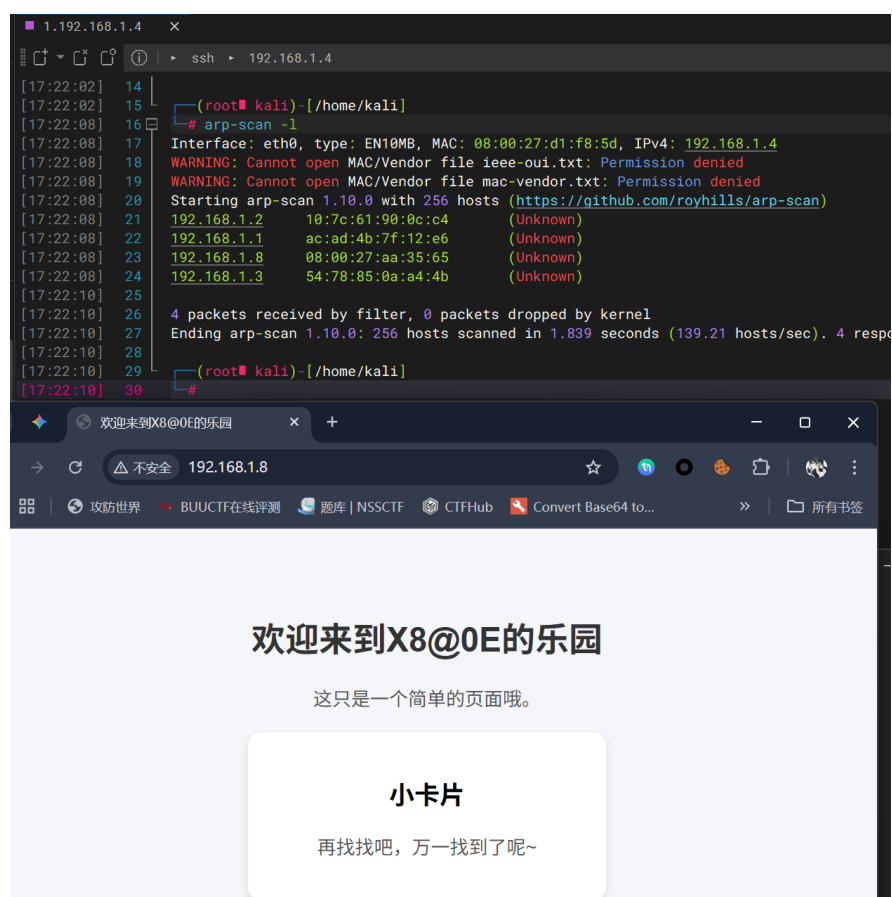 1.192.168.1.4
ssh 192.168.1.4
[17:22:02] 14
[17:22:02] 15 (root kali)-[/home/kali]
[17:22:08] 16 # arp-scan -l
[17:22:08] 17 Interface: eth0, type: EN10MB, MAC: 08:00:27:d1:f8:5d, IPv4: 192.168.1.4
[17:22:08] 18 WARNING: Cannot open MAC/Vendor file ieee-oui.txt: Permission denied
[17:22:08] 19 WARNING: Cannot open MAC/Vendor file mac-vendor.txt: Permission denied
[17:22:08] 20 Starting arp-scan 1.10.0 with 256 hosts (https://github.com/royhills/arp-scan)
[17:22:08] 21 192.168.1.2 10:7c:61:90:0c:c4 (Unknown)
[17:22:08] 22 192.168.1.1 ac:ad:4b:7f:12:e6 (Unknown)
[17:22:08] 23 192.168.1.8 08:00:27:aa:35:65 (Unknown)
[17:22:08] 24 192.168.1.3 54:78:85:0a:a4:4b (Unknown)
[17:22:10] 25
[17:22:10] 26 4 packets received by filter, 0 packets dropped by kernel
[17:22:10] 27 Ending arp-scan 1.10.0: 256 hosts scanned in 1.839 seconds (139.21 hosts/sec). 4 respo
[17:22:10] 28
[17:22:10] 29 (root kali)-[/home/kali]
[17:22:10] 30 #
欢迎来到X8@0E的乐园
不安全 192.168.1.8
攻防世界 BUUCTF在线评测 题库 | NSSCTF CTFHub Convert Base64 to... » 所有书签
欢迎来到X8@0E的乐园
这只是一个简单的页面哦。
小卡片
再找找吧，万一找到了呢~